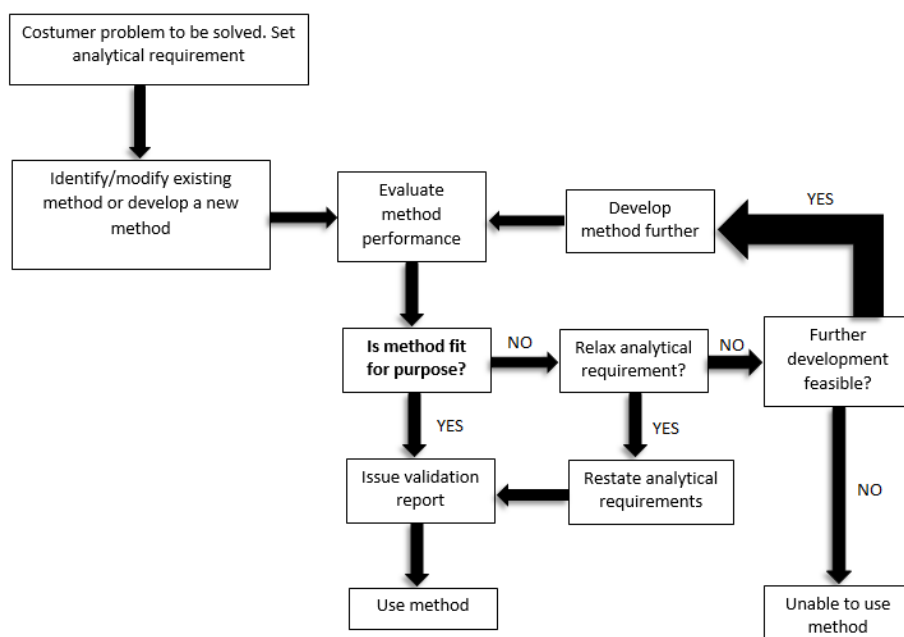 Costumer problem to be solved. Set
analytical requirement
Identify/modify existing
method or develop a new
method
Evaluate
method
performance
Develop
method further
YES
Is method fit
for purpose?
NO
Relax analytical
requirement?
NO
Further
development
feasible?
YES
YES
Issue validation
report
Restate analytical
requirements
NO
Use method
Unable to use
method